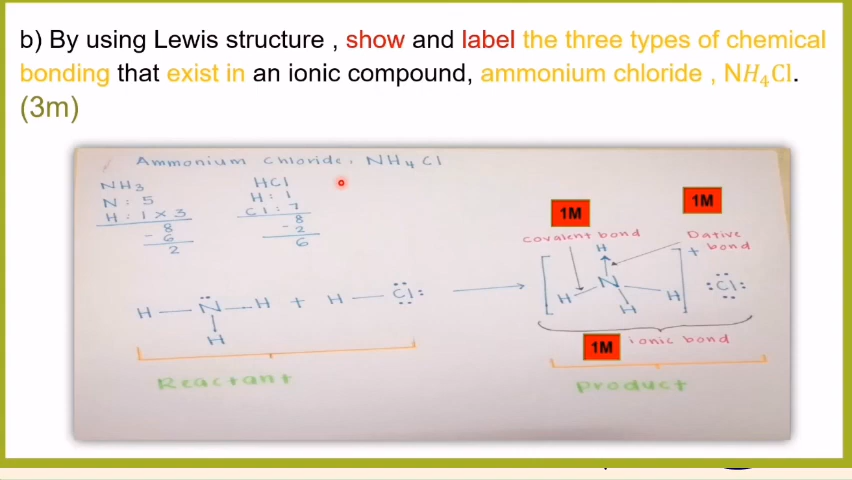 b) By using Lewis structure , show and label the three types of chemical
bonding that exist in an ionic compound, ammonium chloride , NH₄Cl.
(3m)
Ammonium chloride, NH₄Cl
NH₃
N : 5
H : 1 x 3
8
- 6
2
HCl
H : 1
Cl : 7
8
- 2
6
1M
1M
Covalent bond
Dative
bond
H — N — H + H — Cl
H
H
N
H
H
H
+
Cl
1M
ionic bond
Reactant
Product